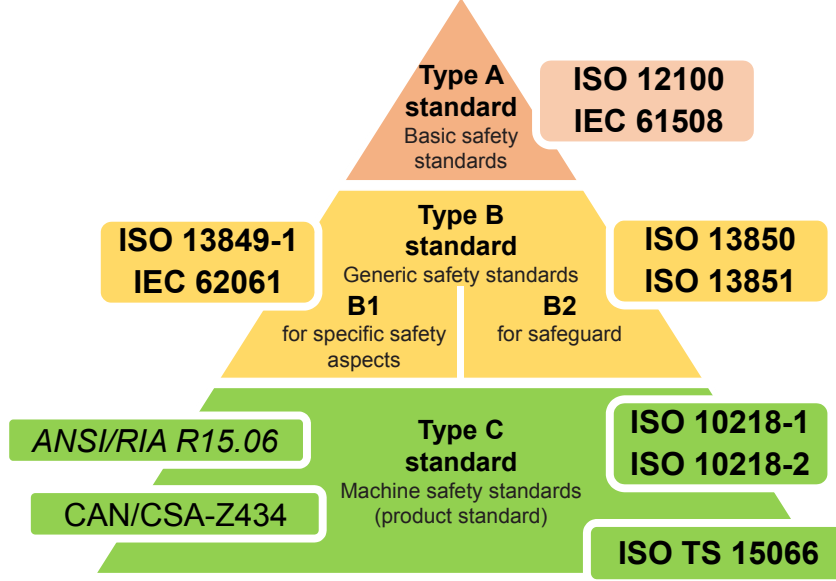 Type A
standard
Basic safety
standards
ISO 12100
IEC 61508
ISO 13849-1
IEC 62061
Type B
standard
Generic safety standards
B1
for specific safety
aspects
B2
for safeguard
ISO 13850
ISO 13851
ANSI/RIA R15.06
CAN/CSA-Z434
Type C
standard
Machine safety standards
(product standard)
ISO 10218-1
ISO 10218-2
ISO TS 15066